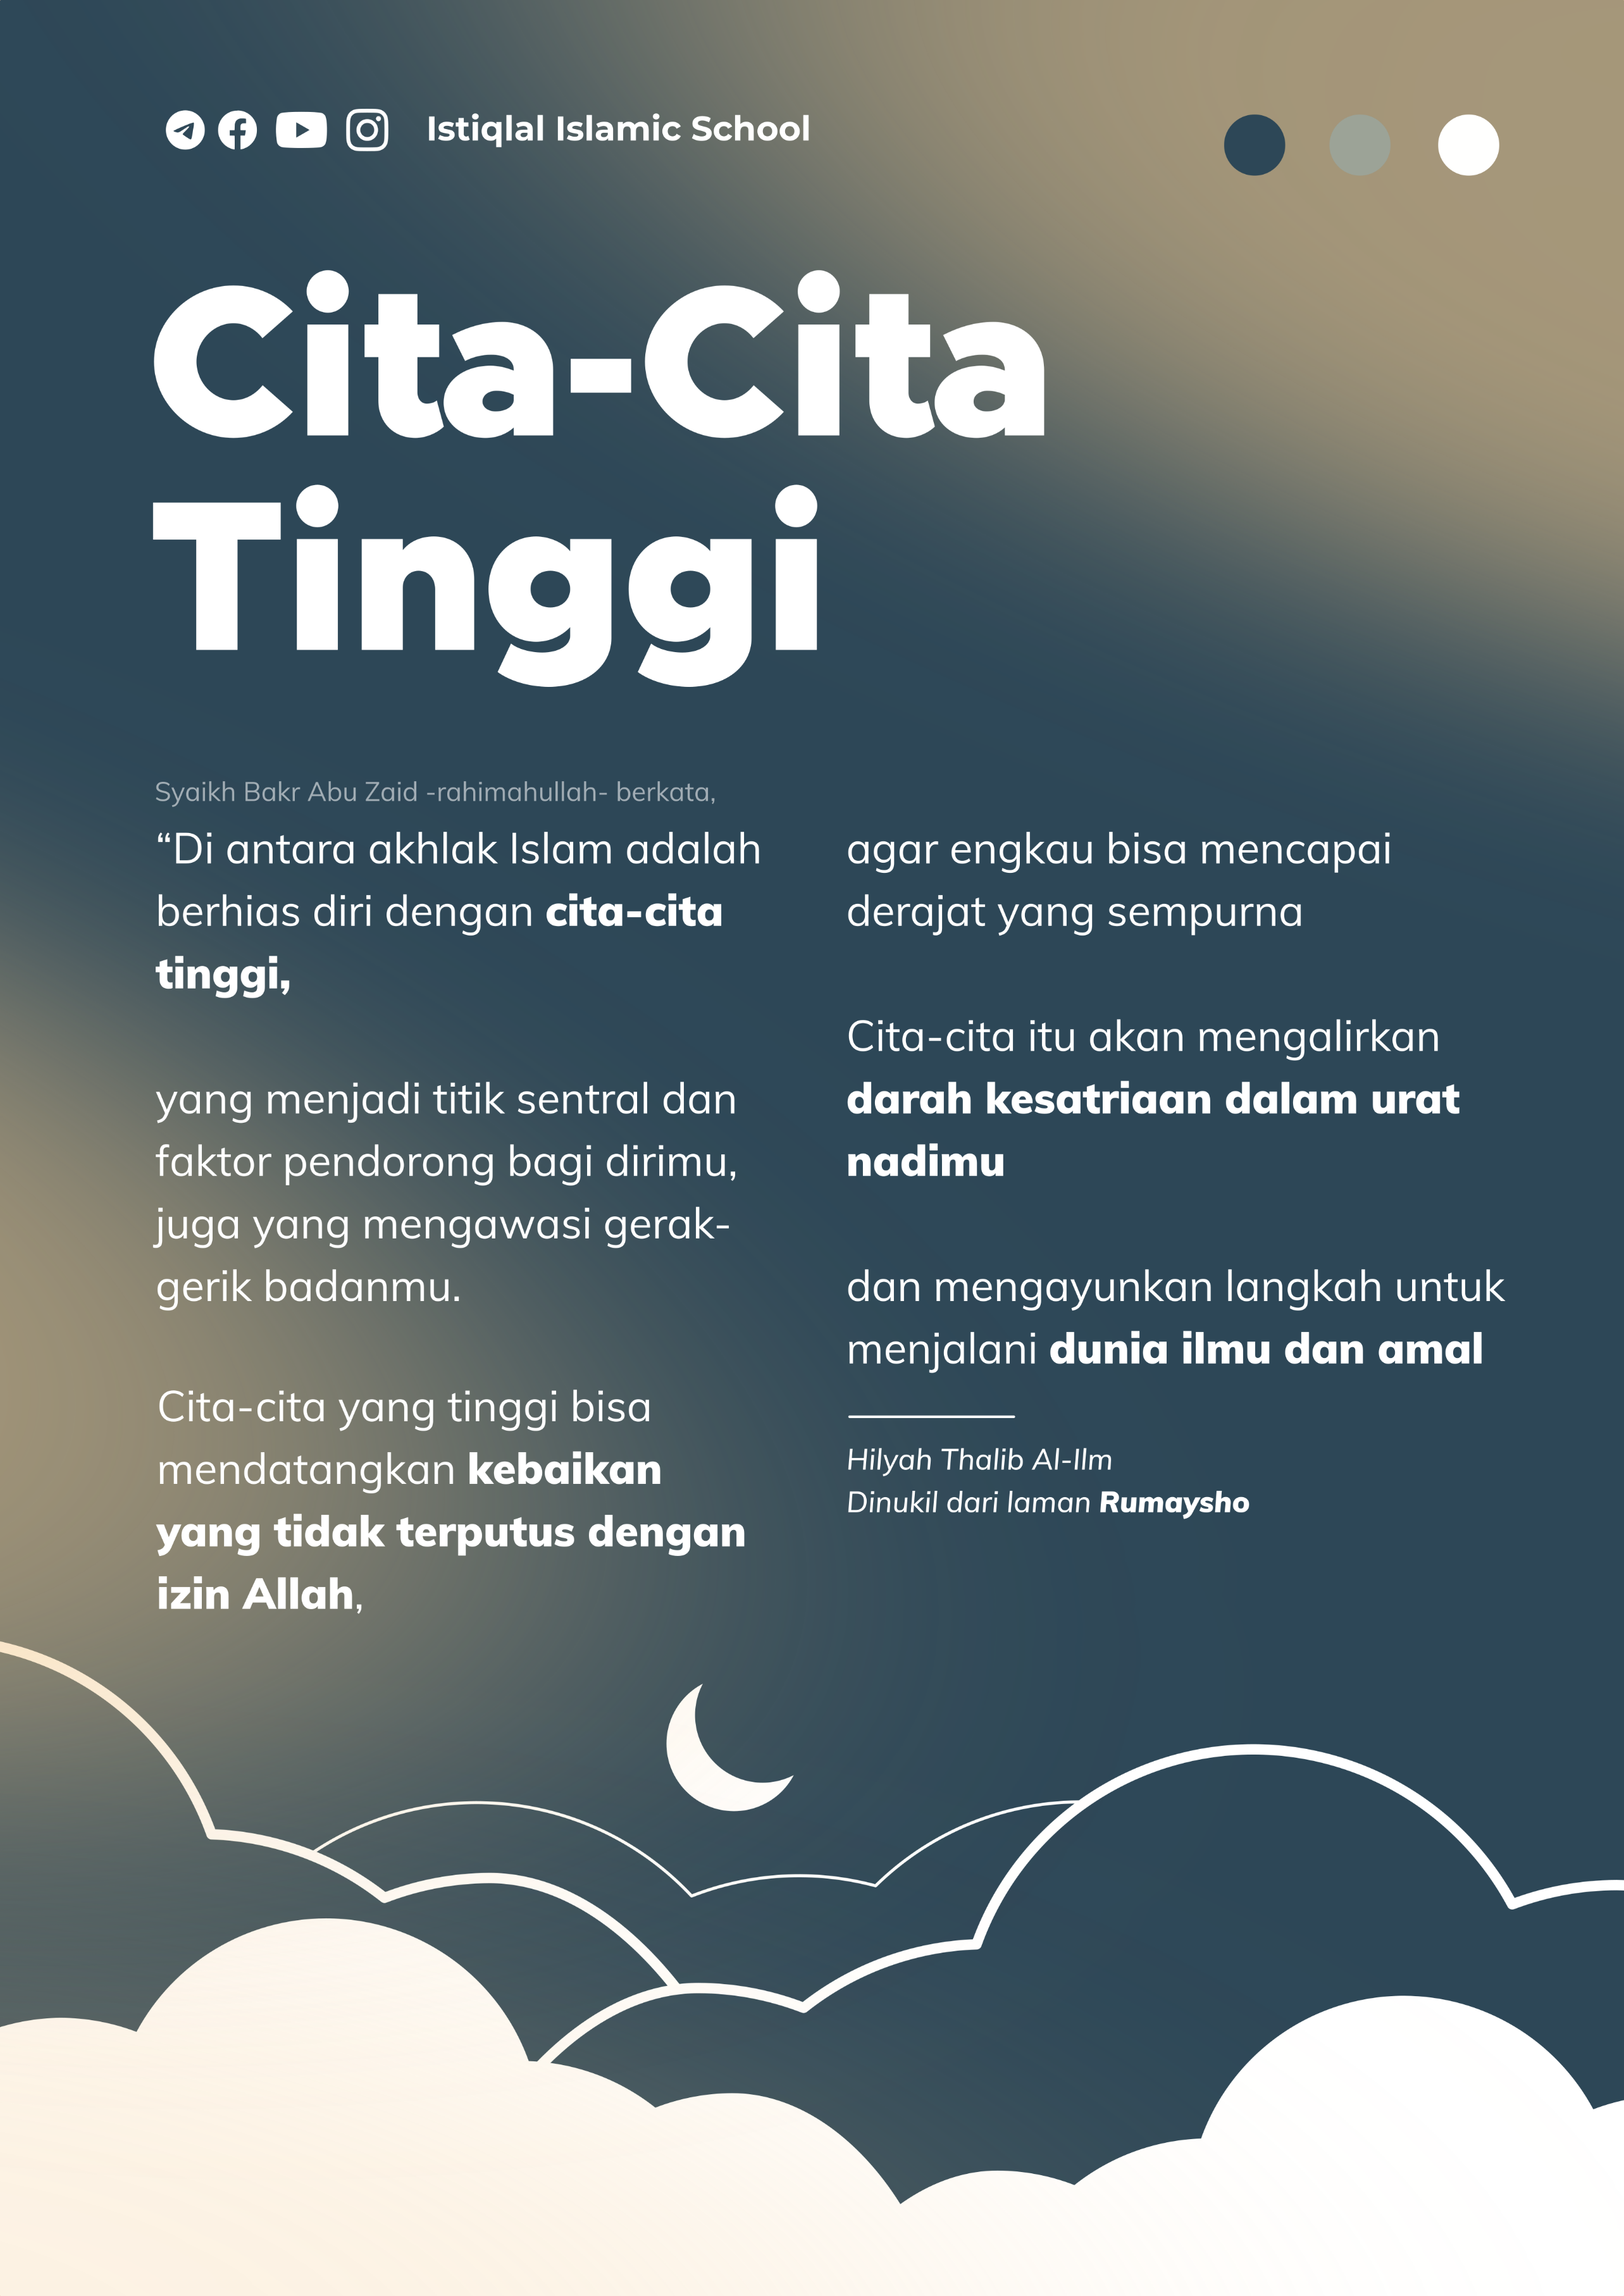 Istiqlal Islamic School
Cita-Cita
Tinggi
Syaikh Bakr Abu Zaid -rahimahullah- berkata,
“Di antara akhlak Islam adalah
berhias diri dengan cita-cita
tinggi,
yang menjadi titik sentral dan
faktor pendorong bagi dirimu,
juga yang mengawasi gerak-
gerik badanmu.
Cita-cita yang tinggi bisa
mendatangkan kebaikan
yang tidak terputus dengan
izin Allah,
agar engkau bisa mencapai
derajat yang sempurna
Cita-cita itu akan mengalirkan
darah kesatriaan dalam urat
nadimu
dan mengayunkan langkah untuk
menjalani dunia ilmu dan amal
Hilyah Thalib Al-Ilm
Dinukil dari laman Rumaysho